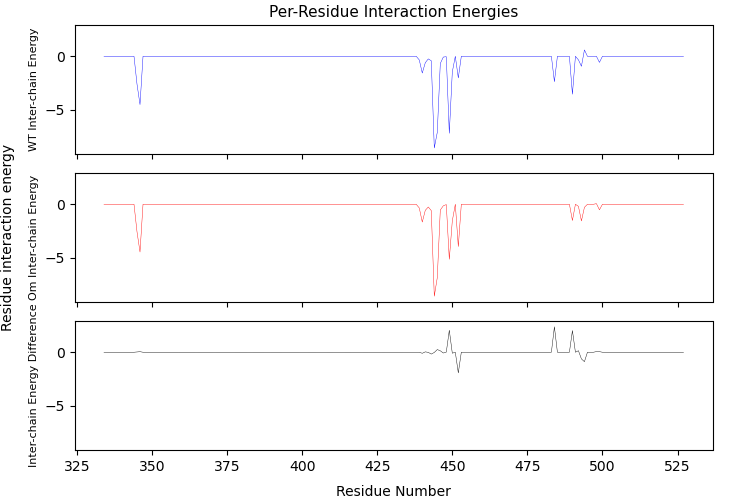 Per-Residue Interaction Energies
Residue interaction energy
WT Inter-chain Energy
0
−5
Om Inter-chain Energy
0
−5
Inter-chain Energy Difference
0
−5
325 350 375 400 425 450 475 500 525
Residue Number